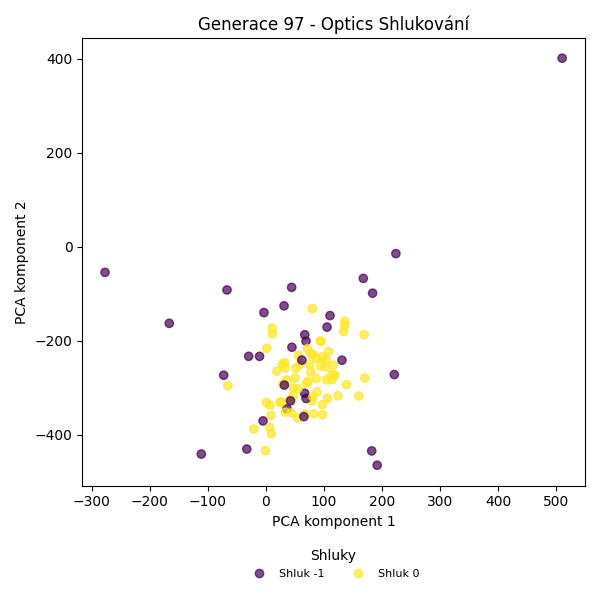 Generace 97 - Optics Shlukování
400
200
0
−200
−400
PCA komponent 2
−300
−200
−100
0
100
200
300
400
500
PCA komponent 1
Shluky
Shluk -1
Shluk 0